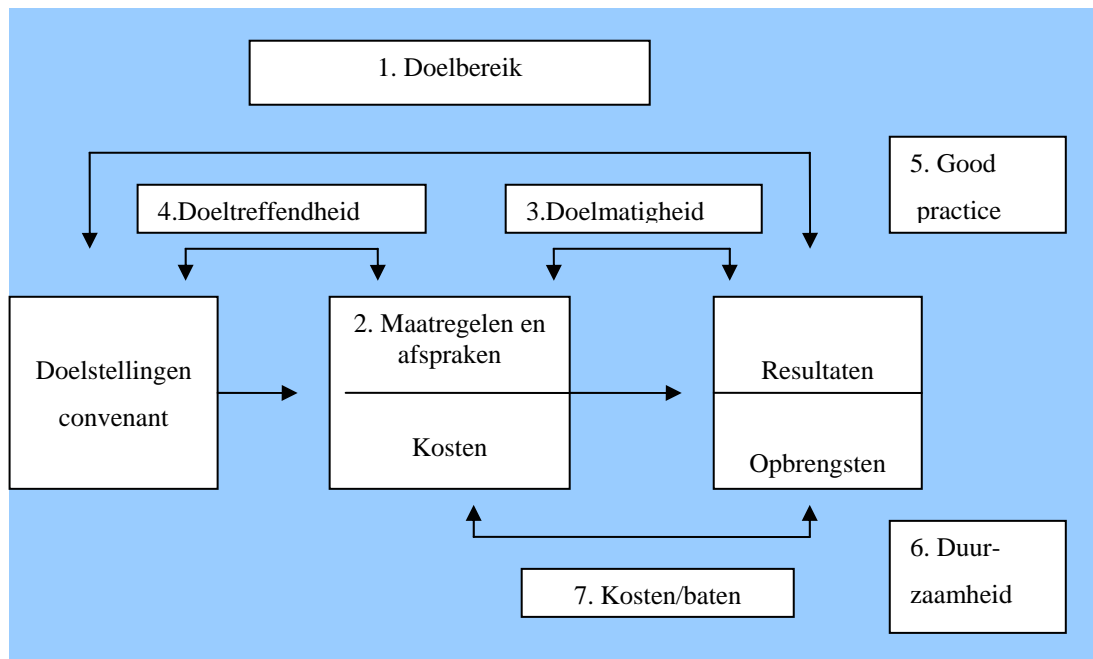 1. Doelbereik
5. Good
practice
4.Doeltreffendheid
3.Doelmatigheid
Doelstellingen
convenant
2. Maatregelen en
afspraken
Kosten
Resultaten
Opbrengsten
6. Duur-
zaamheid
7. Kosten/baten